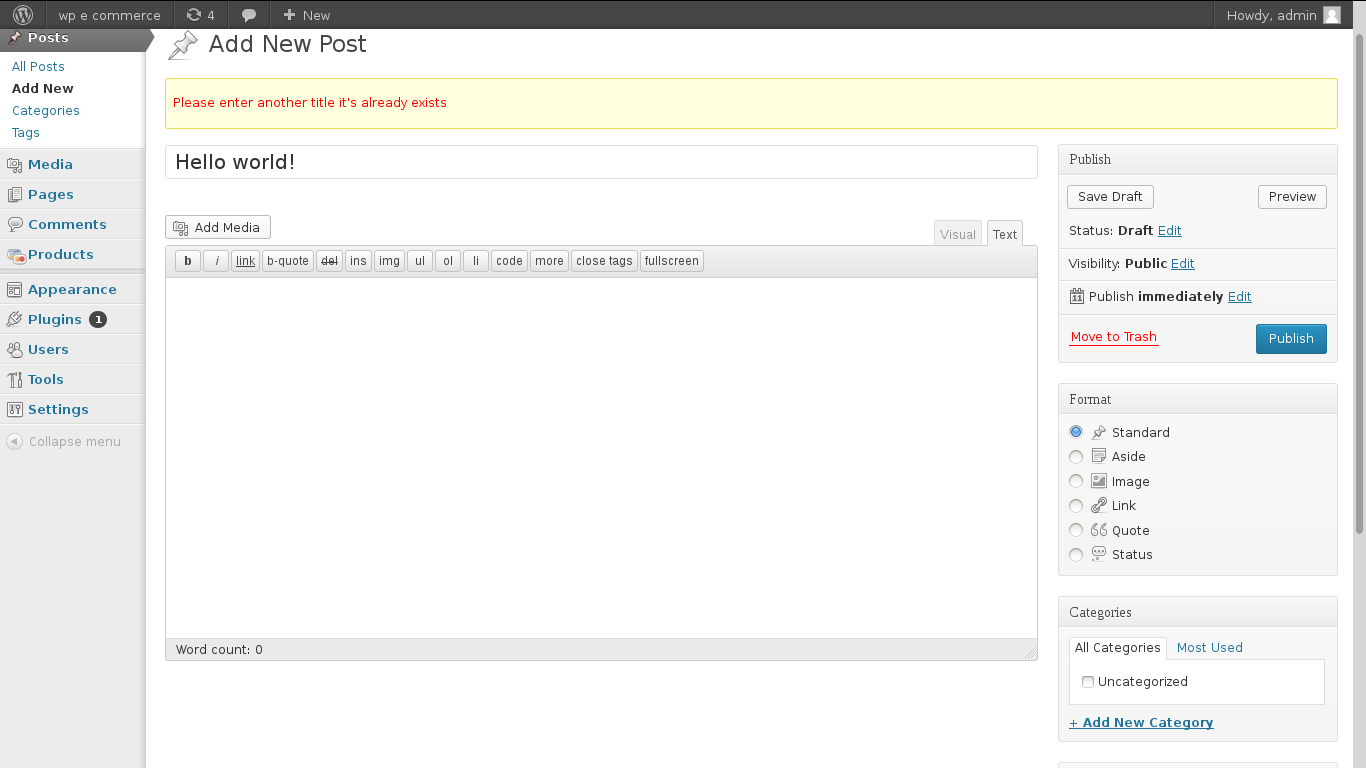 wp e commerce 4 New Howdy, admin
Posts
All Posts
Add New
Categories
Tags
Media
Pages
Comments
Products
Appearance
Plugins 1
Users
Tools
Settings
Collapse menu
Add New Post
Please enter another title it's already exists
Hello world!
Add Media
Visual Text
b i link b-quote del ins img ul ol li code more close tags fullscreen
Word count: 0
Publish
Save Draft Preview
Status: Draft Edit
Visibility: Public Edit
Publish immediately Edit
Move to Trash Publish
Format
Standard
Aside
Image
Link
Quote
Status
Categories
All Categories Most Used
Uncategorized
+ Add New Category